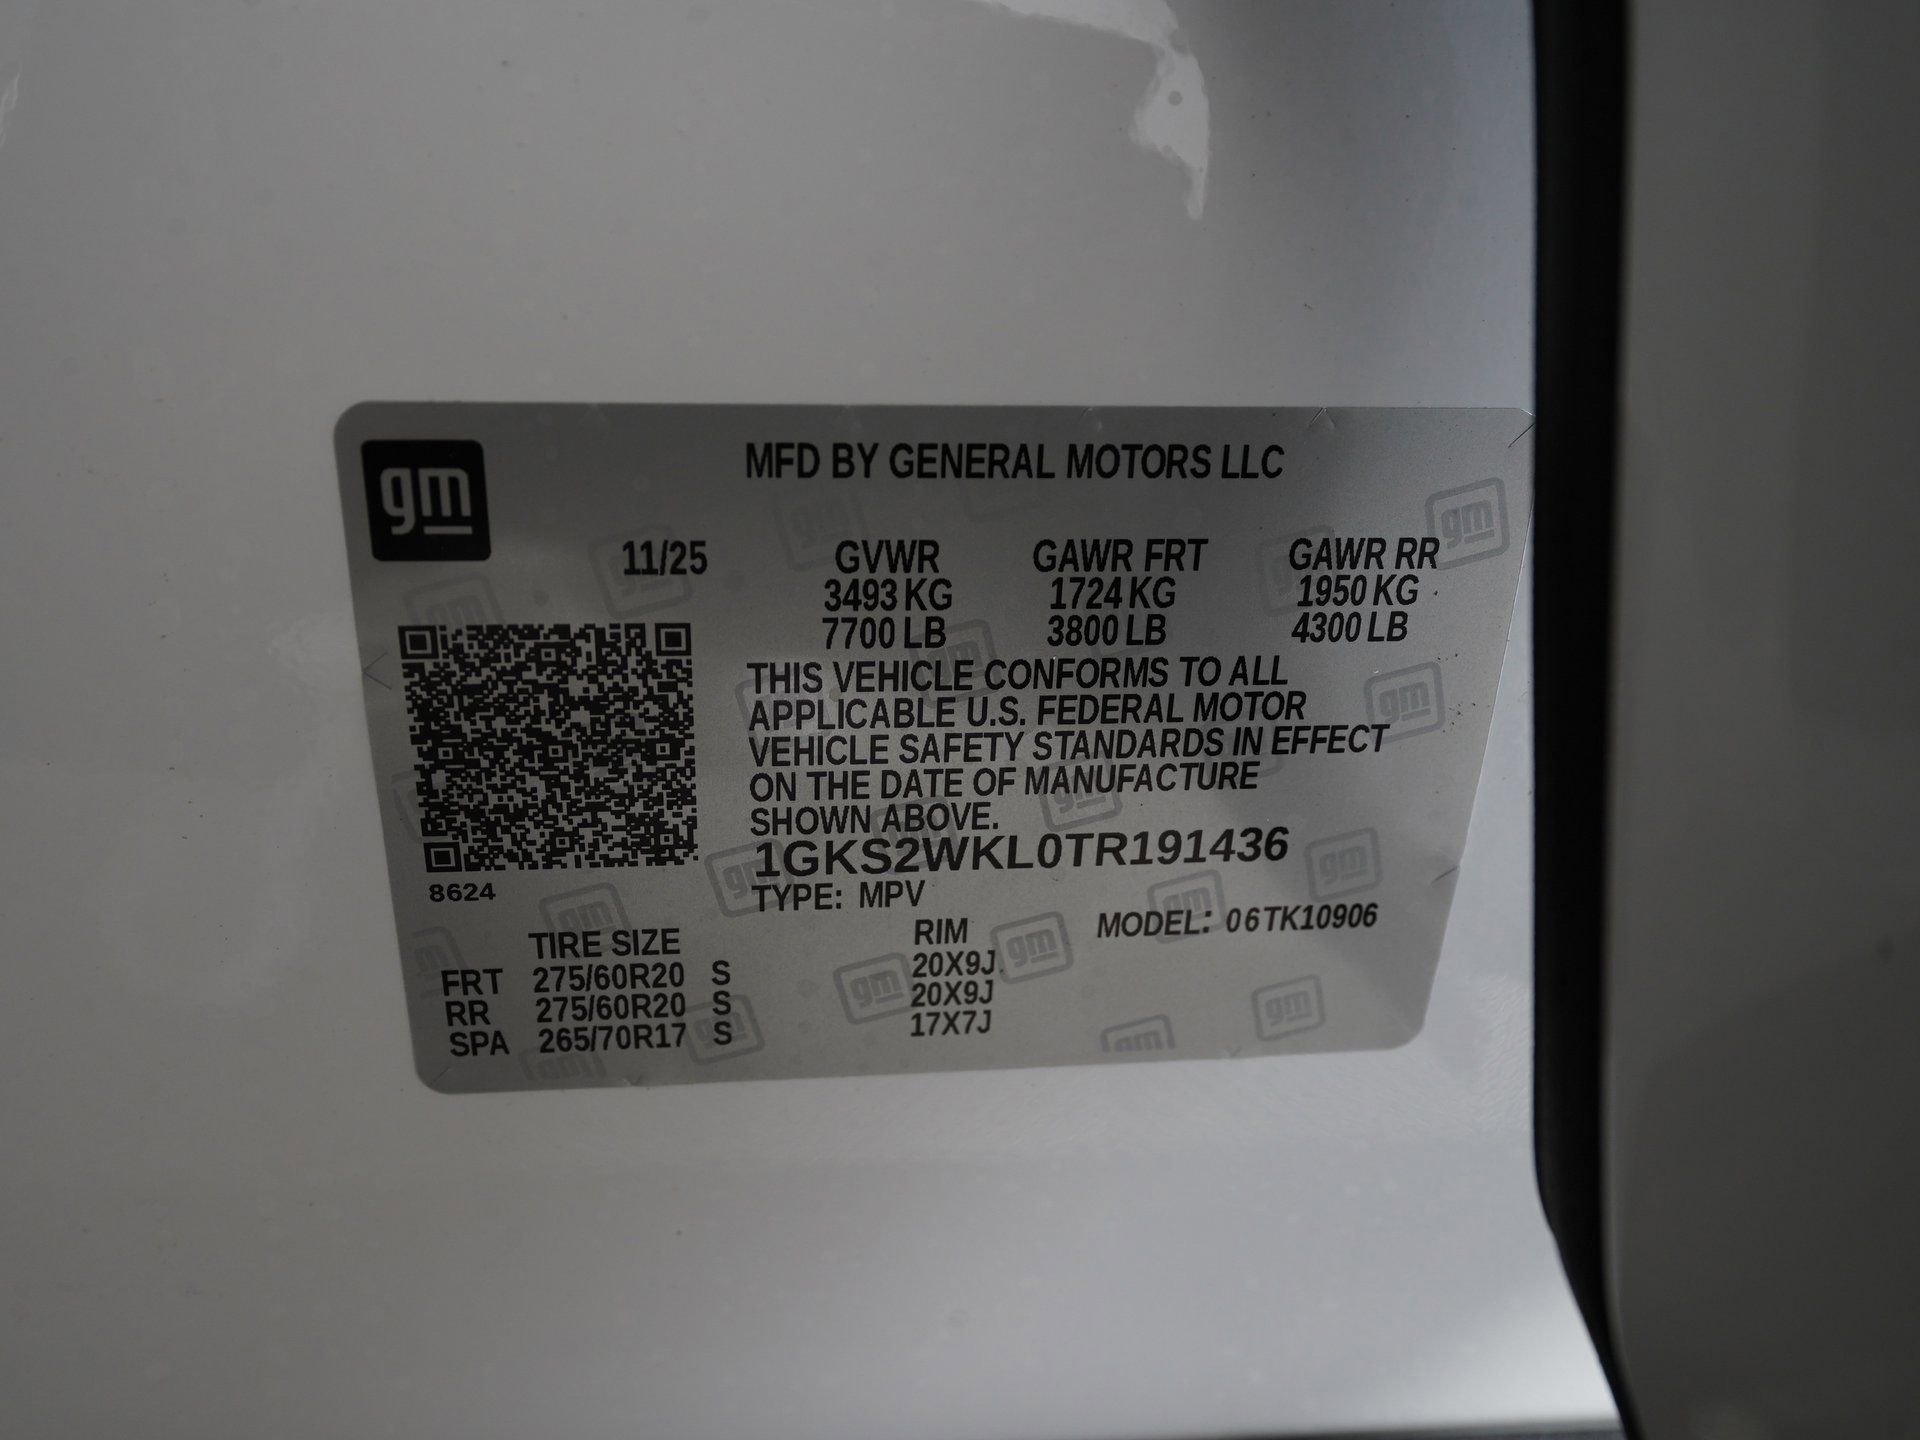 gm
MFD BY GENERAL MOTORS LLC
11/25 GVWR GAWR FRT GAWR RR
3493 KG 1724 KG 1950 KG
7700 LB 3800 LB 4300 LB
THIS VEHICLE CONFORMS TO ALL
APPLICABLE U.S. FEDERAL MOTOR
VEHICLE SAFETY STANDARDS IN EFFECT
ON THE DATE OF MANUFACTURE
SHOWN ABOVE.
1GKS2WKL0TR191436
8624
TYPE: MPV
MODEL: 06TK10906
TIRE SIZE RIM
FRT 275/60R20 S 20X9J
RR 275/60R20 S 20X9J
SPA 265/70R17 S 17X7J